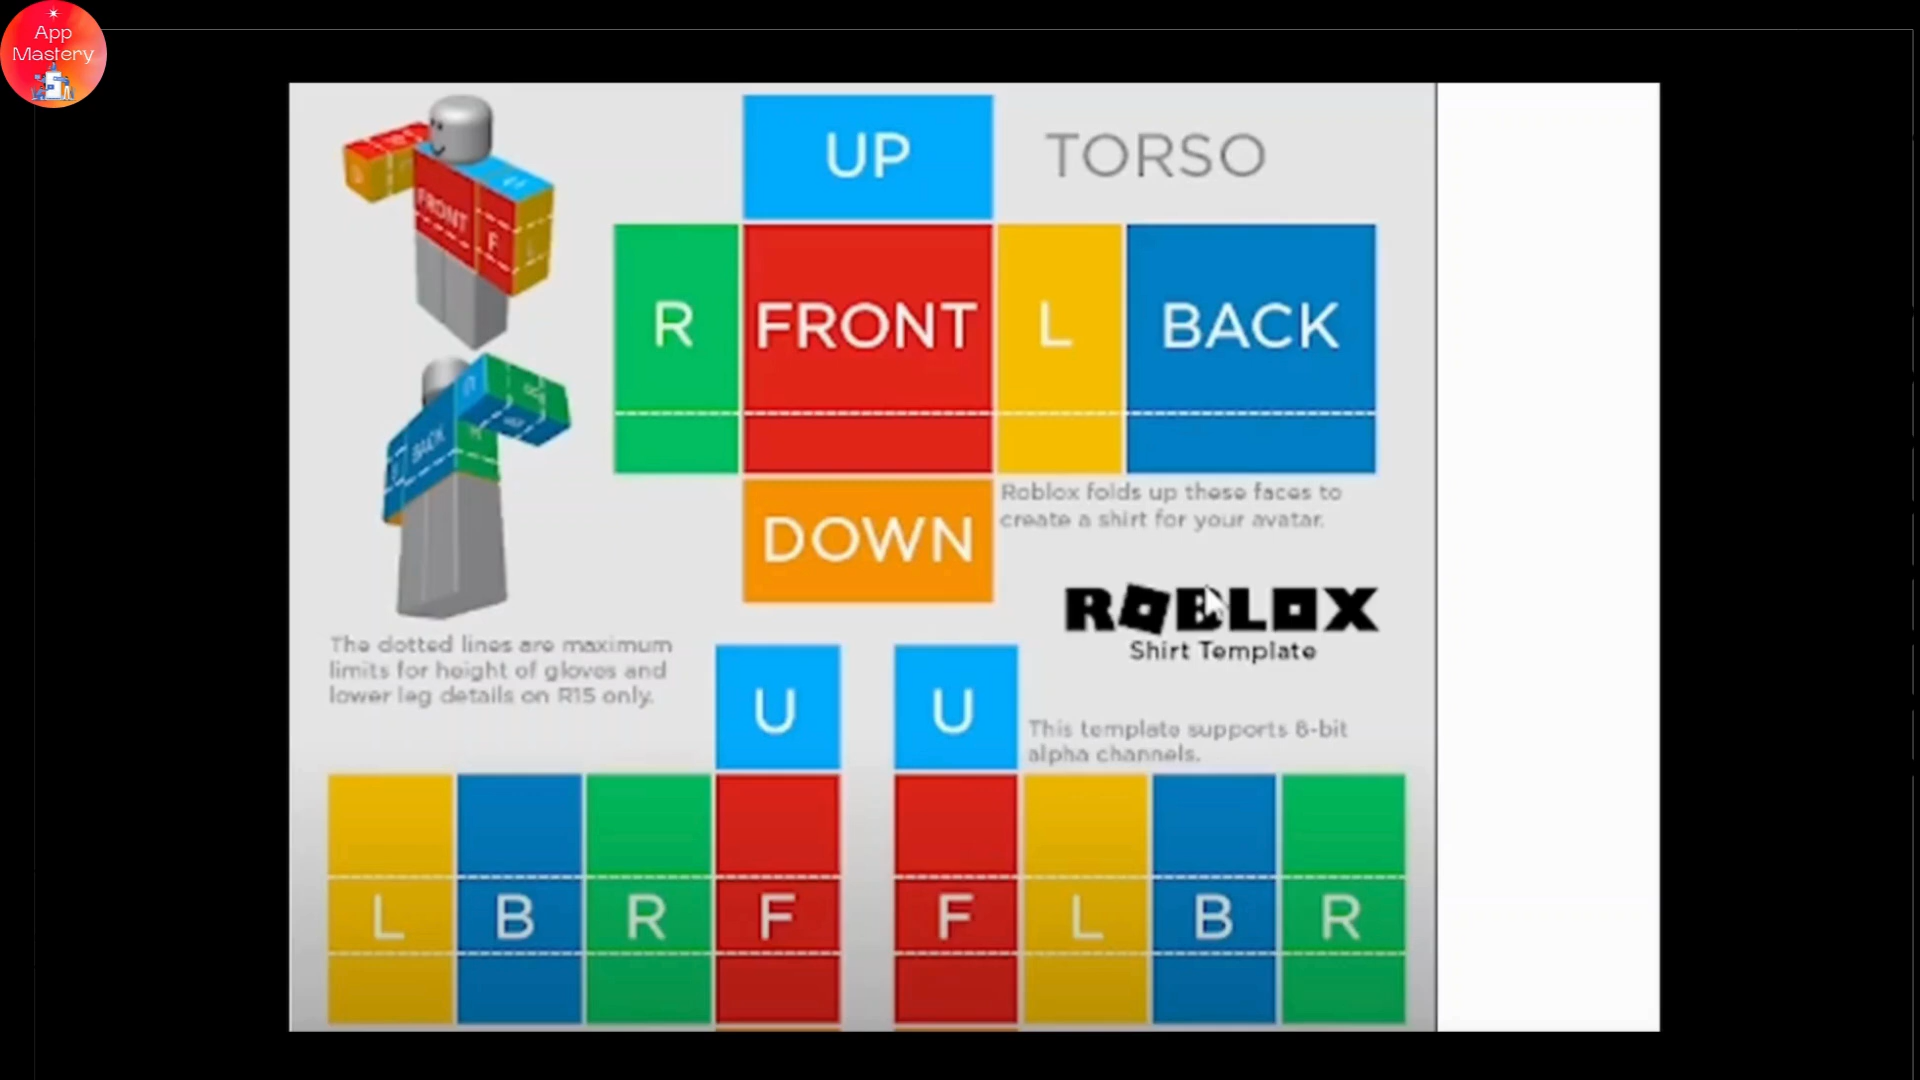 App
Mastery
UP
TORSO
R
FRONT
L
BACK
FRONT
F
L
BACK
DOWN
Roblox folds up these faces to
create a shirt for your avatar.
ROBLOX
Shirt Template
The dotted lines are maximum
limits for height of gloves and
lower leg details on R15 only.
U
U
This template supports 8-bit
alpha channels.
L
B
R
F
F
L
B
R